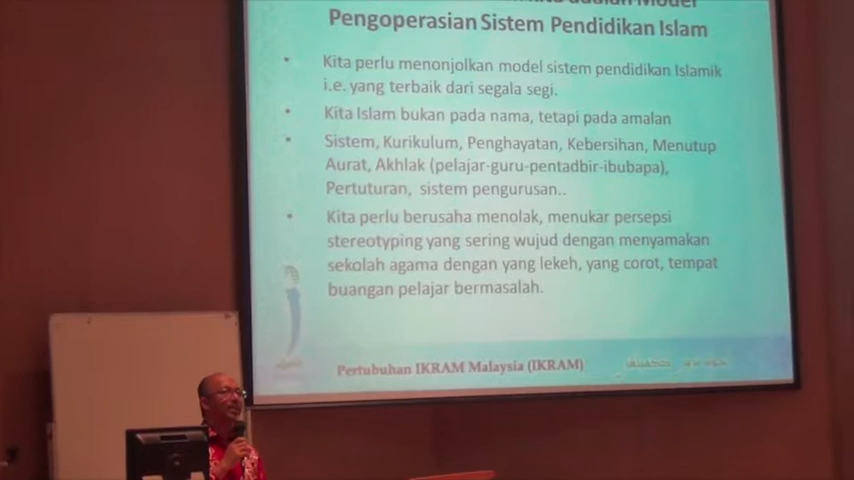 adalah Model
Pengoperasian Sistem Pendidikan Islam
• Kita perlu menonjolkan model sistem pendidikan Islamik
i.e. yang terbaik dari segala segi.
• Kita Islam bukan pada nama, tetapi pada amalan
• Sistem, Kurikulum, Penghayatan, Kebersihan, Menutup
Aurat, Akhlak (pelajar-guru-pentadbir-ibubapa),
Pertuturan, sistem pengurusan..
• Kita perlu berusaha menolak, menukar persepsi
stereotyping yang sering wujud dengan menyamakan
sekolah agama dengan yang lekeh, yang corot, tempat
buangan pelajar bermasalah.
Pertubuhan IKRAM Malaysia (IKRAM)